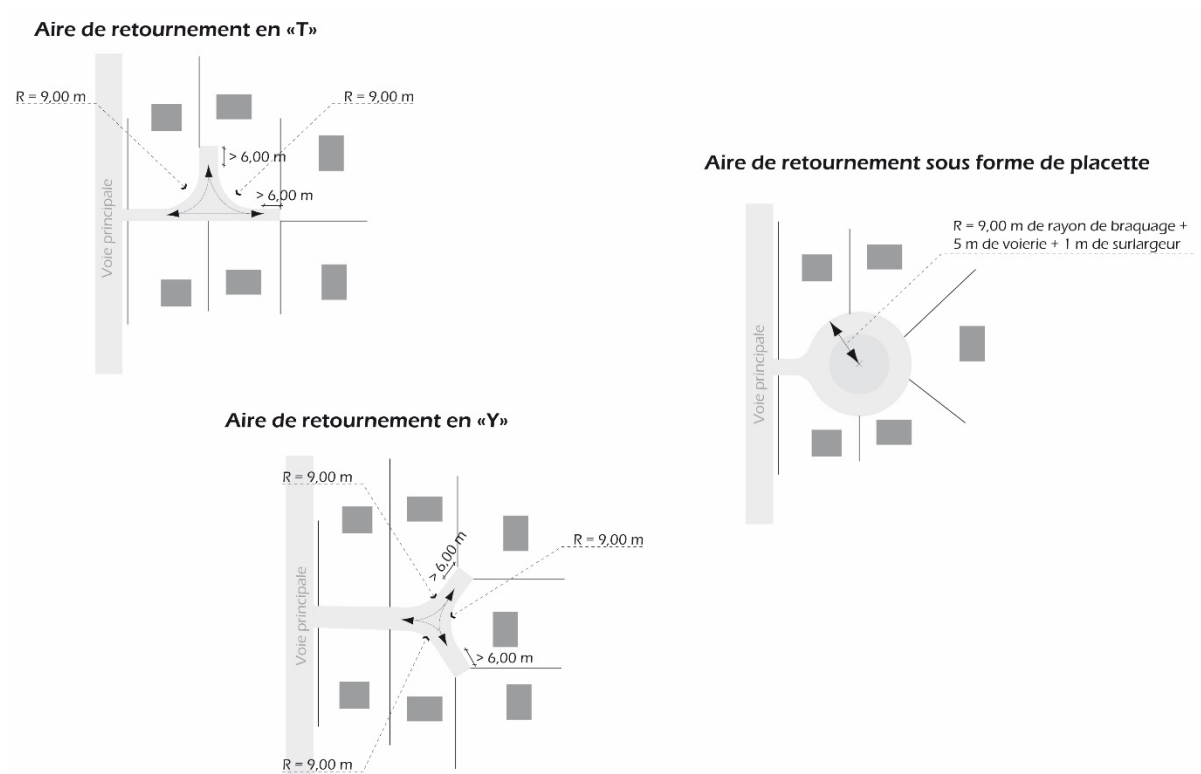 Aire de retournement en «T»
R = 9,00 m
R = 9,00 m
> 6,00 m
> 6,00 m
Voie principale
Aire de retournement sous forme de placette
R = 9,00 m de rayon de braquage +
5 m de voierie + 1 m de surlargeur
Voie principale
Aire de retournement en «Y»
R = 9,00 m
R = 9,00 m
> 6,00 m
> 6,00 m
Voie principale
R = 9,00 m